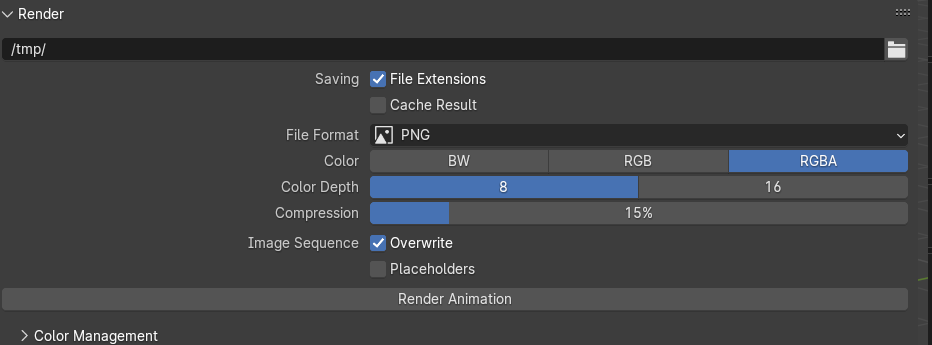 Render
/tmp/
Saving File Extensions
Cache Result
File Format PNG
Color BW RGB RGBA
Color Depth 8 16
Compression 15%
Image Sequence Overwrite
Placeholders
Render Animation
Color Management